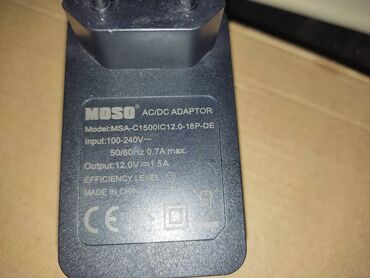 MOSO AC/DC ADAPTOR
Model:MSA-C1500IC12.0-18P-DE
Input:100-240V~
50/60Hz 0.7A max.
Output:12.0V⎓1.5A
EFFICIENCY LEVEL
MADE IN CHINA
CE